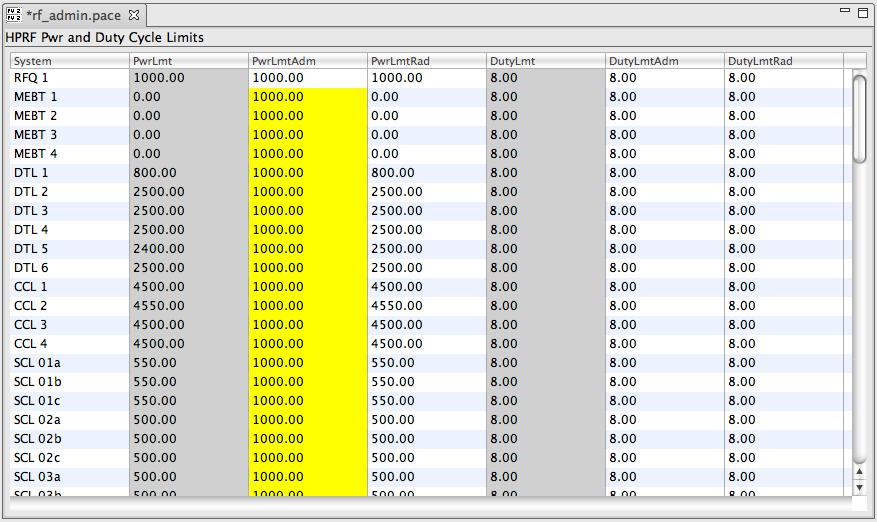 *rf_admin.pace
HPRF Pwr and Duty Cycle Limits
System PwrLmt PwrLmtAdm PwrLmtRad DutyLmt DutyLmtAdm DutyLmtRad
RFQ 1 1000.00 1000.00 1000.00 8.00 8.00 8.00
MEBT 1 0.00 1000.00 0.00 8.00 8.00 8.00
MEBT 2 0.00 1000.00 0.00 8.00 8.00 8.00
MEBT 3 0.00 1000.00 0.00 8.00 8.00 8.00
MEBT 4 0.00 1000.00 0.00 8.00 8.00 8.00
DTL 1 800.00 1000.00 800.00 8.00 8.00 8.00
DTL 2 2500.00 1000.00 2500.00 8.00 8.00 8.00
DTL 3 2500.00 1000.00 2500.00 8.00 8.00 8.00
DTL 4 2500.00 1000.00 2500.00 8.00 8.00 8.00
DTL 5 2400.00 1000.00 2500.00 8.00 8.00 8.00
DTL 6 2500.00 1000.00 2500.00 8.00 8.00 8.00
CCL 1 4500.00 1000.00 4500.00 8.00 8.00 8.00
CCL 2 4550.00 1000.00 4550.00 8.00 8.00 8.00
CCL 3 4500.00 1000.00 4500.00 8.00 8.00 8.00
CCL 4 4500.00 1000.00 4500.00 8.00 8.00 8.00
SCL 01a 550.00 1000.00 550.00 8.00 8.00 8.00
SCL 01b 550.00 1000.00 550.00 8.00 8.00 8.00
SCL 01c 550.00 1000.00 550.00 8.00 8.00 8.00
SCL 02a 500.00 1000.00 500.00 8.00 8.00 8.00
SCL 02b 500.00 1000.00 500.00 8.00 8.00 8.00
SCL 02c 500.00 1000.00 500.00 8.00 8.00 8.00
SCL 03a 500.00 1000.00 500.00 8.00 8.00 8.00
SCL 03b 500.00 1000.00 500.00 8.00 8.00 8.00